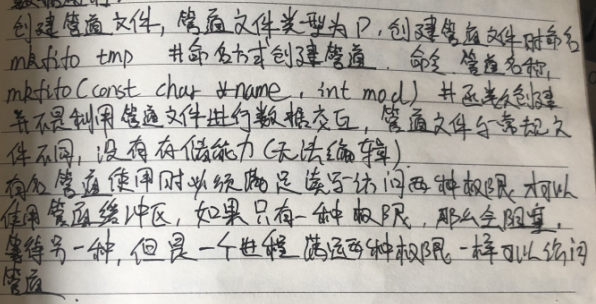 创建管道文件，管道文件类型为P，创建管道文件时命名
mkfifo tmp #命名方式创建管道 命令 管道名称，
mkfifo(const char *name, int mod) #函数创建
并不是利用管道文件进行数据交互，管道文件与常规文
件不同，没有存储能力(无法编辑)
有名管道使用时必须满足读写访问两种权限才可以
使用管道缓冲区，如果只有一种权限，那么会阻塞，
等待另一种，但是一个进程满足两种权限一样可以访问
管道